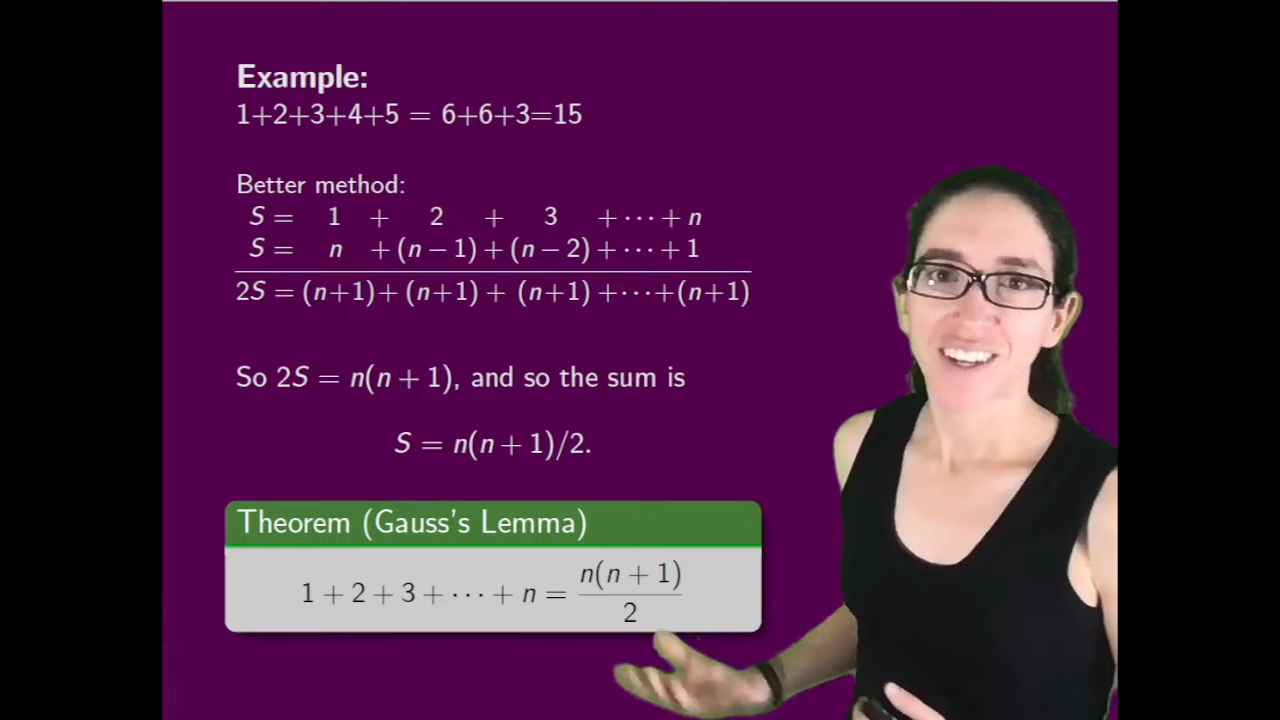 Example:
1+2+3+4+5 = 6+6+3=15
Better method:
S = 1 + 2 + 3 +⋯+ n
S = n +(n − 1)+(n − 2)+⋯+ 1
2S = (n+1)+ (n+1)+ (n+1) +⋯+(n+1)
So 2S = n(n + 1), and so the sum is
S = n(n + 1)/2.
Theorem (Gauss's Lemma)
1 + 2 + 3 + ⋯ + n = n(n + 1)/2